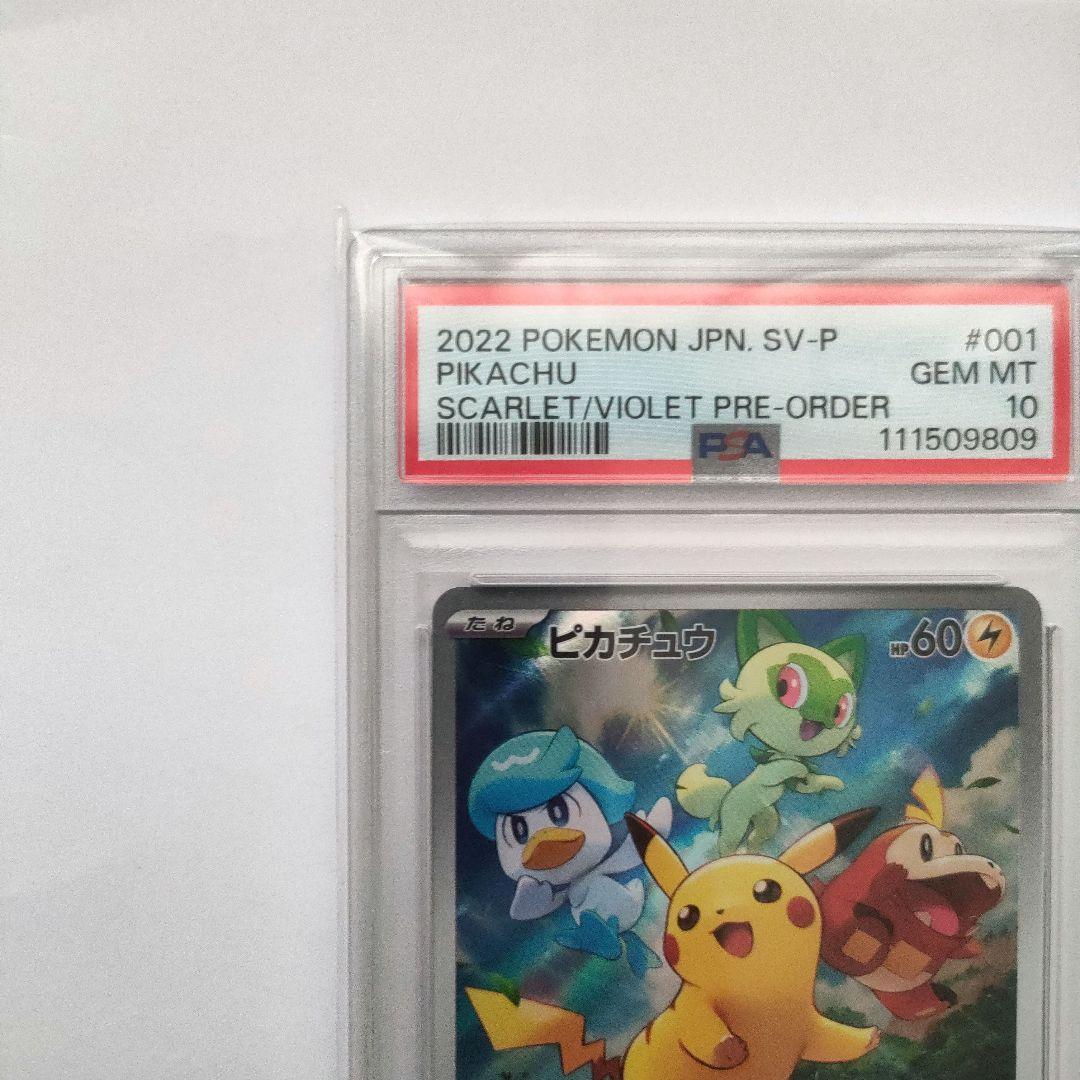 2022 POKEMON JPN. SV-P #001
PIKACHU GEM MT
SCARLET/VIOLET PRE-ORDER 10
PSA 111509809
たね ピカチュウ HP60